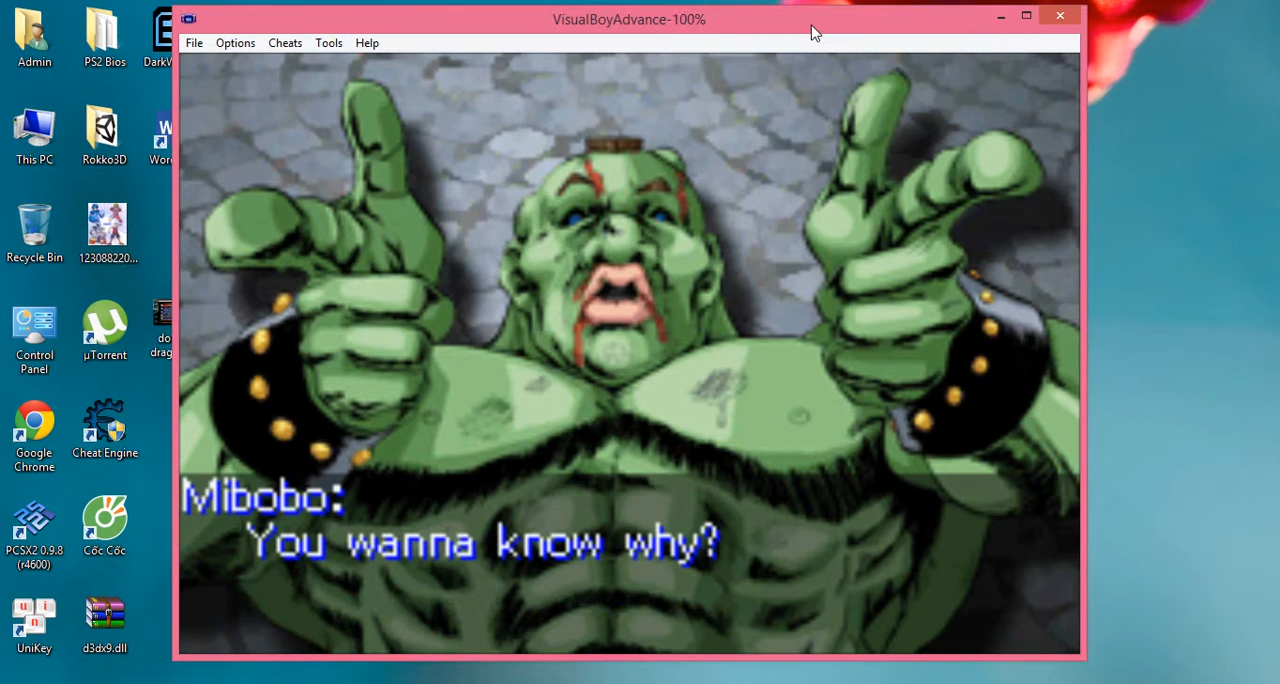 VisualBoyAdvance-100%
File Options Cheats Tools Help
Mibobo:
You wanna know why?
Admin
PS2 Bios
This PC
Rokko3D
Recycle Bin
123088220...
Control Panel
µTorrent
Google Chrome
Cheat Engine
PCSX2 0.9.8 (r4600)
Cốc Cốc
UniKey
d3dx9.dll